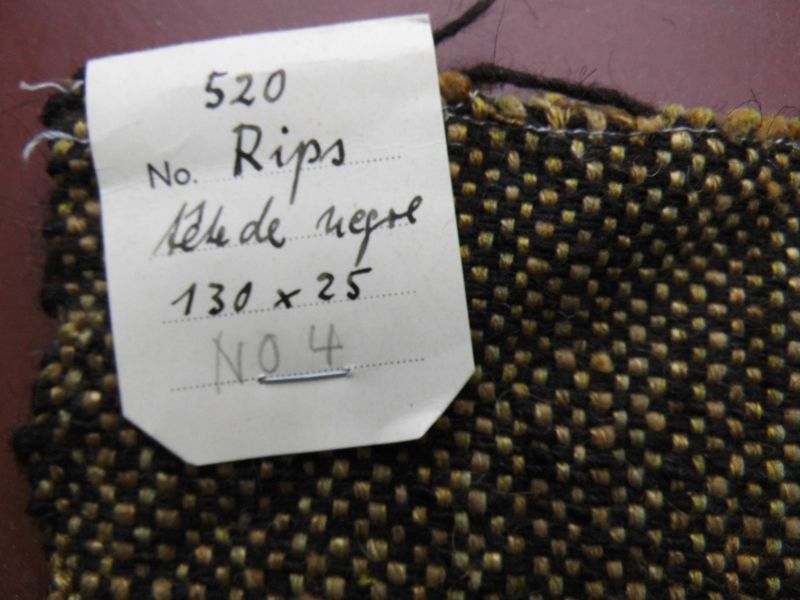 520
No. Rips
tête de negre
130 x 25
NO 4